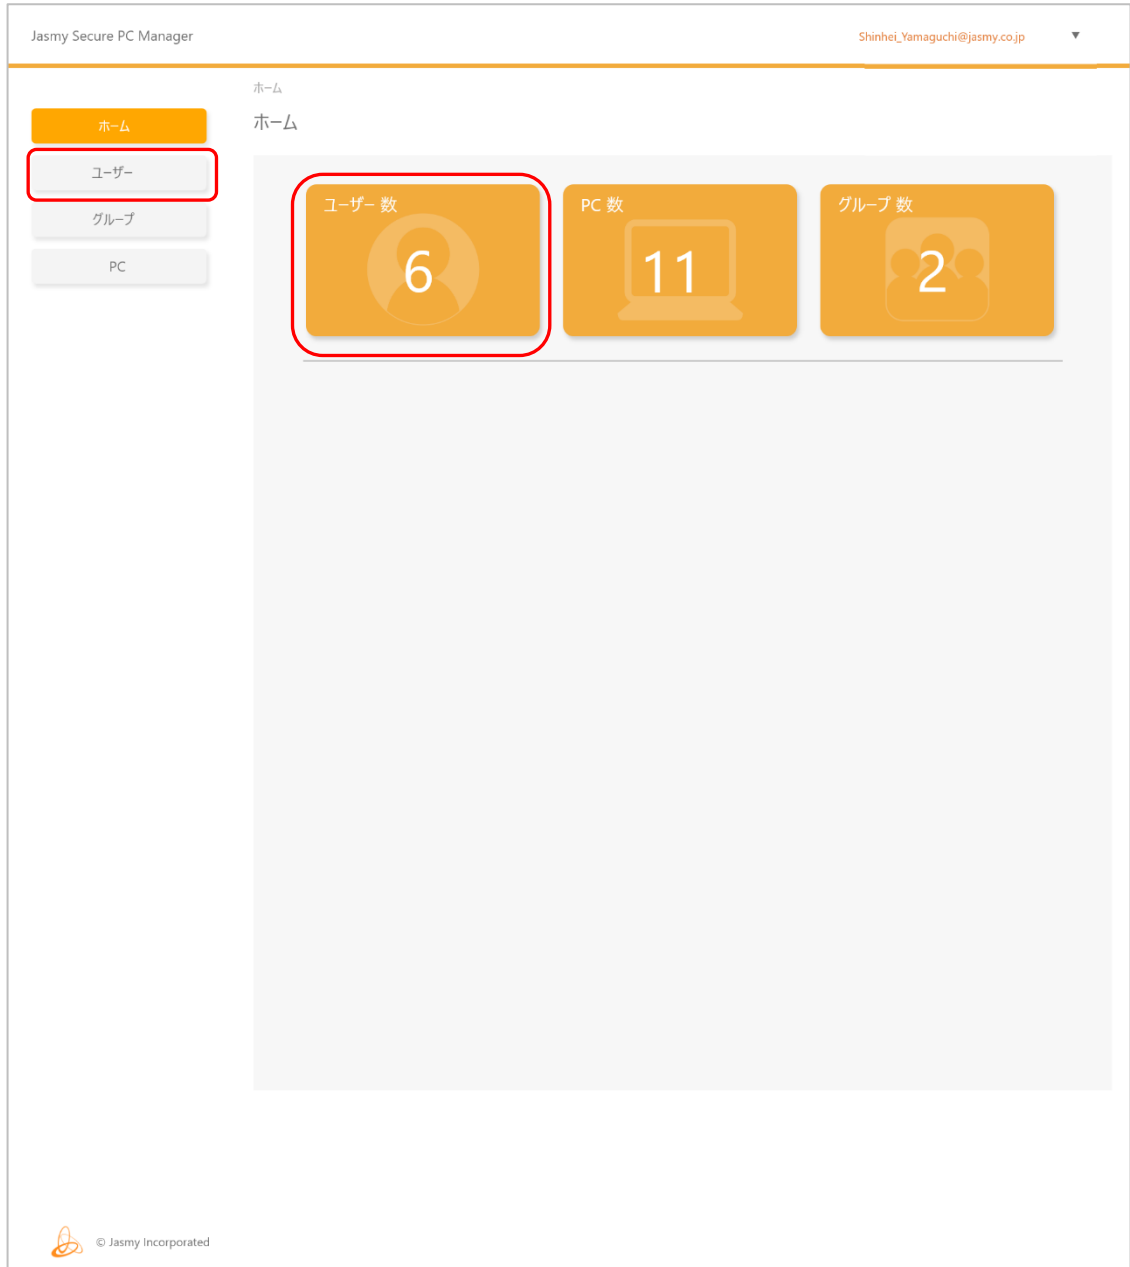 Jasmy Secure PC Manager
Shinhei_Yamaguchi@jasmy.co.jp ▼
ホーム
ホーム
ホーム
ユーザー
グループ
PC
ユーザー 数
6
PC 数
11
グループ 数
2
© Jasmy Incorporated